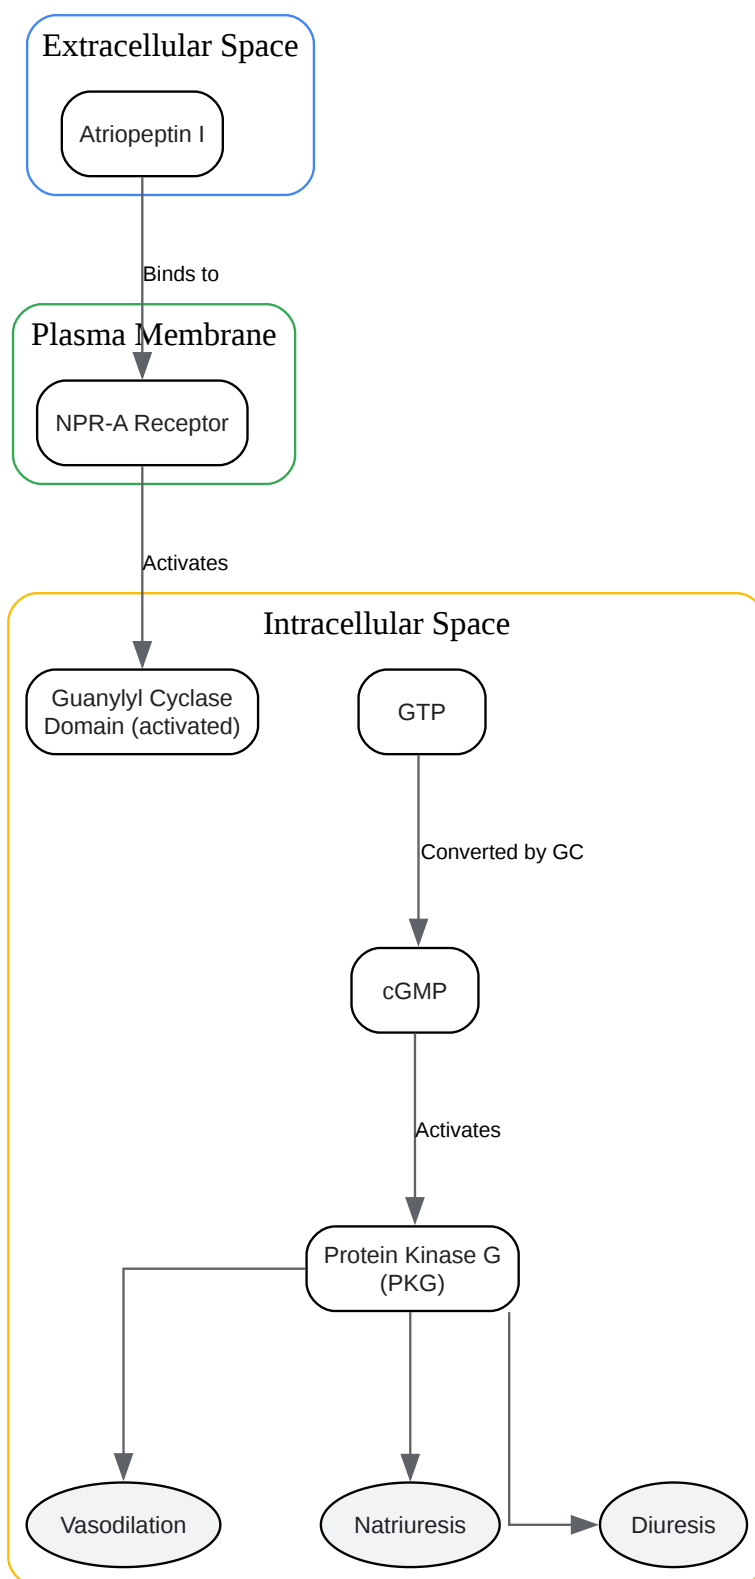 Extracellular Space
Atriopeptin I
Binds to
Plasma Membrane
NPR-A Receptor
Activates
Intracellular Space
Guanylyl Cyclase
Domain (activated)
GTP
Converted by GC
cGMP
Activates
Protein Kinase G
(PKG)
Vasodilation
Natriuresis
Diuresis